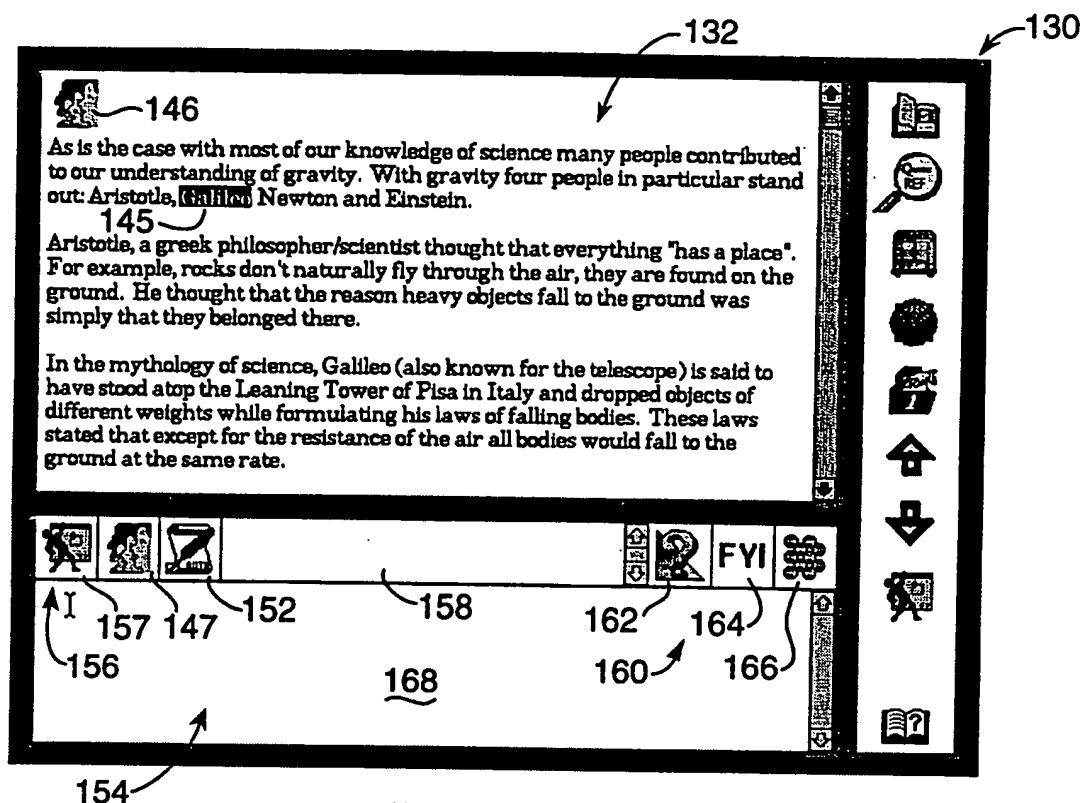 132
130
146
As is the case with most of our knowledge of science many people contributed
to our understanding of gravity. With gravity four people in particular stand
out: Aristotle, Galileo Newton and Einstein.
145
Aristotle, a greek philosopher/scientist thought that everything "has a place".
For example, rocks don't naturally fly through the air, they are found on the
ground. He thought that the reason heavy objects fall to the ground was
simply that they belonged there.
In the mythology of science, Galileo (also known for the telescope) is said to
have stood atop the Leaning Tower of Pisa in Italy and dropped objects of
different weights while formulating his laws of falling bodies. These laws
stated that except for the resistance of the air all bodies would fall to the
ground at the same rate.
REF
1
R FYI
157 147 152 158 162 164 166
156 160
168
?
154